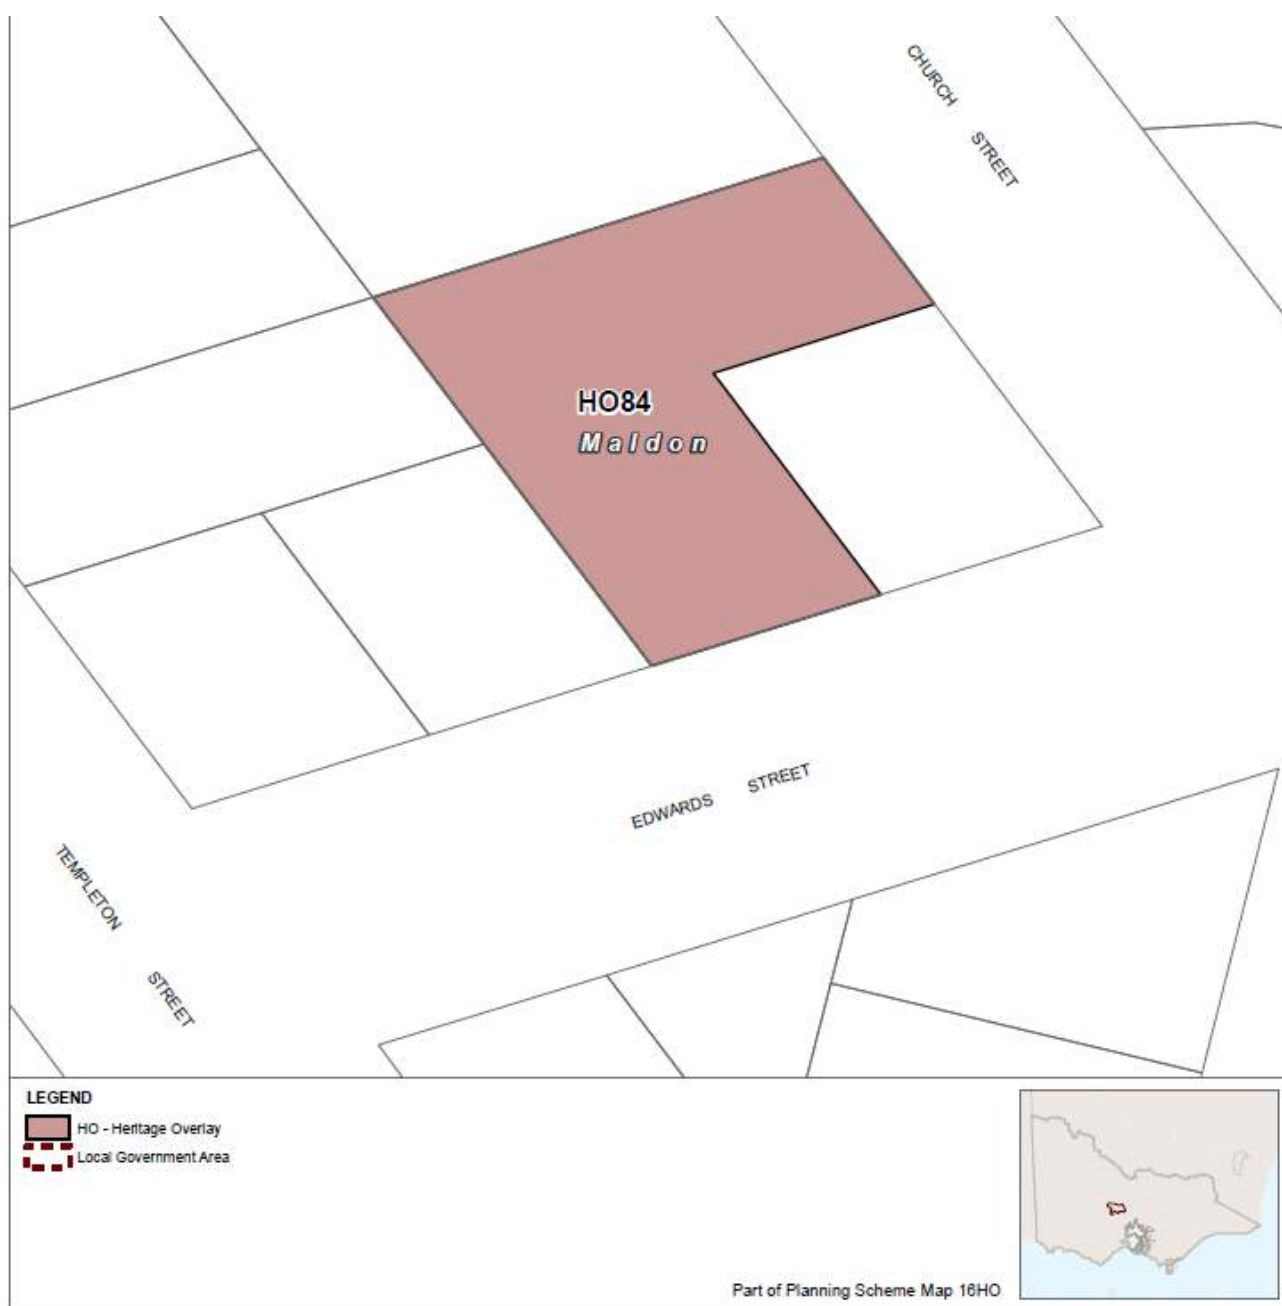 CHURCH STREET
HO84
Maldon
EDWARDS STREET
TEMPLETON STREET
LEGEND
HO - Heritage Overlay
Local Government Area
Part of Planning Scheme Map 16HO